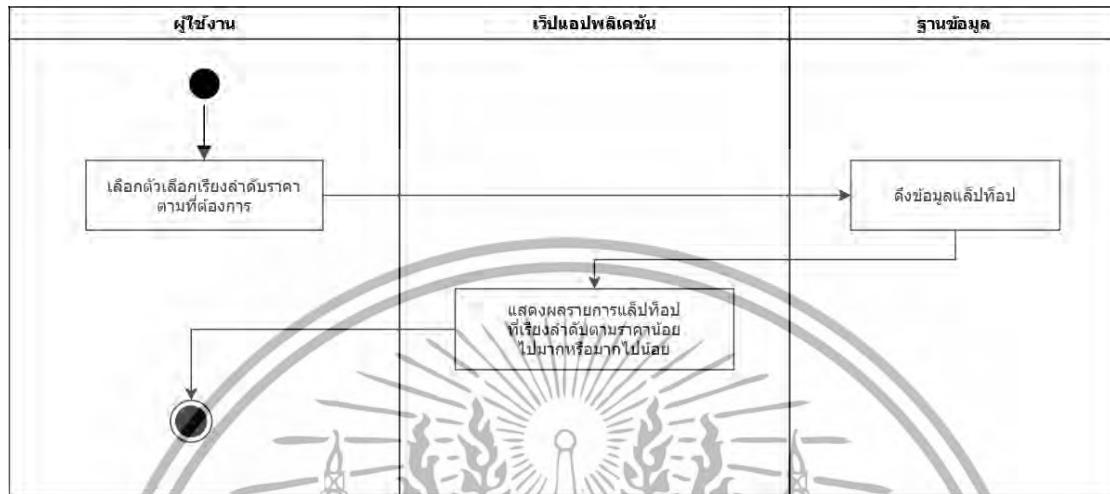 ผู้ใช้งาน
เว็ปแอปพลิเคชัน
ฐานข้อมูล
เลือกตัวเลือกเรียงลำดับราคา
ตามที่ต้องการ
ดึงข้อมูลแล็ปท็อป
แสดงผลรายการแล็ปท็อป
ที่เรียงลำดับตามราคาน้อย
ไปมากหรือมากไปน้อย